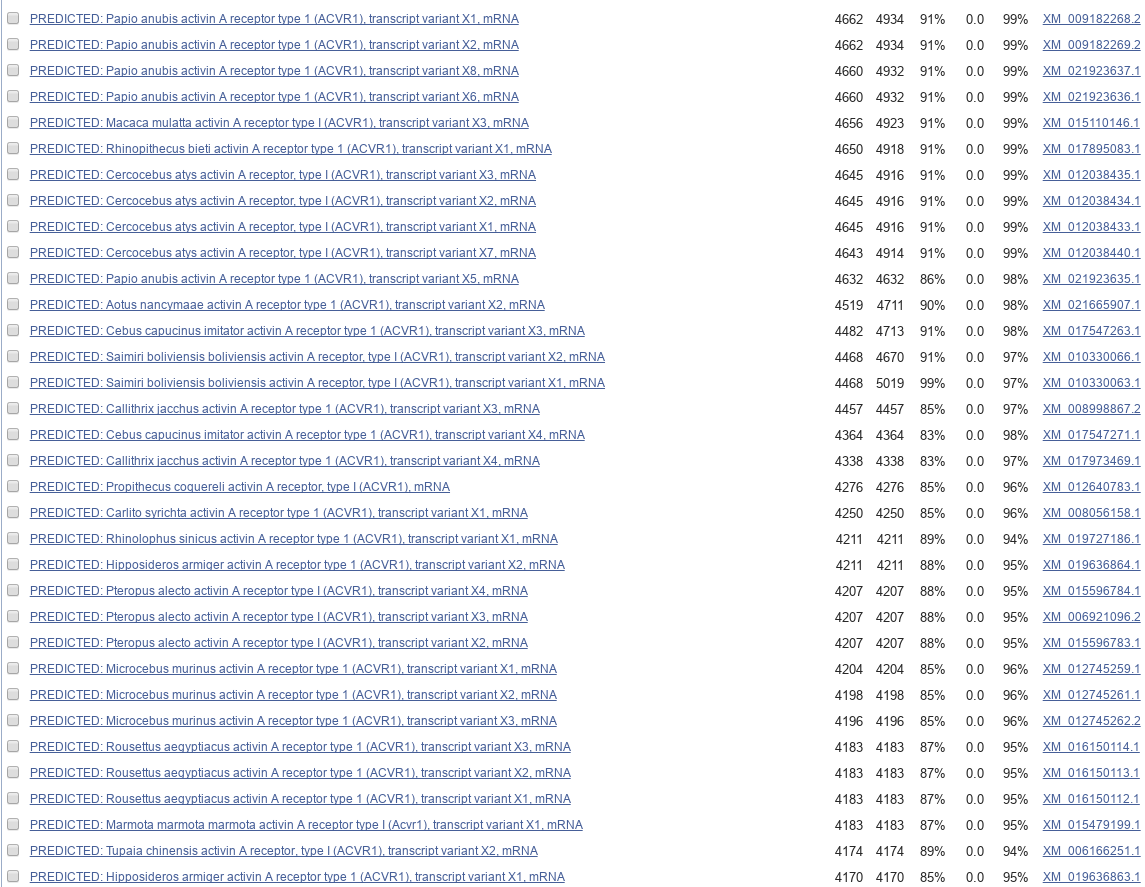 PREDICTED: Papio anubis activin A receptor type 1 (ACVR1), transcript variant X1, mRNA 4662 4934 91% 0.0 99% XM_009182268.2
PREDICTED: Papio anubis activin A receptor type 1 (ACVR1), transcript variant X2, mRNA 4662 4934 91% 0.0 99% XM_009182269.2
PREDICTED: Papio anubis activin A receptor type 1 (ACVR1), transcript variant X8, mRNA 4660 4932 91% 0.0 99% XM_021923637.1
PREDICTED: Papio anubis activin A receptor type 1 (ACVR1), transcript variant X6, mRNA 4660 4932 91% 0.0 99% XM_021923636.1
PREDICTED: Macaca mulatta activin A receptor type I (ACVR1), transcript variant X3, mRNA 4656 4923 91% 0.0 99% XM_015110146.1
PREDICTED: Rhinopithecus bieti activin A receptor type 1 (ACVR1), transcript variant X1, mRNA 4650 4918 91% 0.0 99% XM_017895083.1
PREDICTED: Cercocebus atys activin A receptor, type I (ACVR1), transcript variant X3, mRNA 4645 4916 91% 0.0 99% XM_012038435.1
PREDICTED: Cercocebus atys activin A receptor, type I (ACVR1), transcript variant X2, mRNA 4645 4916 91% 0.0 99% XM_012038434.1
PREDICTED: Cercocebus atys activin A receptor, type I (ACVR1), transcript variant X1, mRNA 4645 4916 91% 0.0 99% XM_012038433.1
PREDICTED: Cercocebus atys activin A receptor, type I (ACVR1), transcript variant X7, mRNA 4643 4914 91% 0.0 99% XM_012038440.1
PREDICTED: Papio anubis activin A receptor type 1 (ACVR1), transcript variant X5, mRNA 4632 4632 86% 0.0 98% XM_021923635.1
PREDICTED: Aotus nancymaae activin A receptor type 1 (ACVR1), transcript variant X2, mRNA 4519 4711 90% 0.0 98% XM_021665907.1
PREDICTED: Cebus capucinus imitator activin A receptor type 1 (ACVR1), transcript variant X3, mRNA 4482 4713 91% 0.0 98% XM_017547263.1
PREDICTED: Saimiri boliviensis boliviensis activin A receptor, type I (ACVR1), transcript variant X2, mRNA 4468 4670 91% 0.0 97% XM_010330066.1
PREDICTED: Saimiri boliviensis boliviensis activin A receptor, type I (ACVR1), transcript variant X1, mRNA 4468 5019 99% 0.0 97% XM_010330063.1
PREDICTED: Callithrix jacchus activin A receptor type 1 (ACVR1), transcript variant X3, mRNA 4457 4457 85% 0.0 97% XM_008998867.2
PREDICTED: Cebus capucinus imitator activin A receptor type 1 (ACVR1), transcript variant X4, mRNA 4364 4364 83% 0.0 98% XM_017547271.1
PREDICTED: Callithrix jacchus activin A receptor type 1 (ACVR1), transcript variant X4, mRNA 4338 4338 83% 0.0 97% XM_017973469.1
PREDICTED: Propithecus coquereli activin A receptor, type I (ACVR1), mRNA 4276 4276 85% 0.0 96% XM_012640783.1
PREDICTED: Carlito syrichta activin A receptor type 1 (ACVR1), transcript variant X1, mRNA 4250 4250 85% 0.0 96% XM_008056158.1
PREDICTED: Rhinolophus sinicus activin A receptor type 1 (ACVR1), transcript variant X1, mRNA 4211 4211 89% 0.0 94% XM_019727186.1
PREDICTED: Hipposideros armiger activin A receptor type 1 (ACVR1), transcript variant X2, mRNA 4211 4211 88% 0.0 95% XM_019636864.1
PREDICTED: Pteropus alecto activin A receptor type I (ACVR1), transcript variant X4, mRNA 4207 4207 88% 0.0 95% XM_015596784.1
PREDICTED: Pteropus alecto activin A receptor type I (ACVR1), transcript variant X3, mRNA 4207 4207 88% 0.0 95% XM_006921096.2
PREDICTED: Pteropus alecto activin A receptor type I (ACVR1), transcript variant X2, mRNA 4207 4207 88% 0.0 95% XM_015596783.1
PREDICTED: Microcebus murinus activin A receptor type 1 (ACVR1), transcript variant X1, mRNA 4204 4204 85% 0.0 96% XM_012745259.1
PREDICTED: Microcebus murinus activin A receptor type 1 (ACVR1), transcript variant X2, mRNA 4198 4198 85% 0.0 96% XM_012745261.1
PREDICTED: Microcebus murinus activin A receptor type 1 (ACVR1), transcript variant X3, mRNA 4196 4196 85% 0.0 96% XM_012745262.2
PREDICTED: Rousettus aegyptiacus activin A receptor type 1 (ACVR1), transcript variant X3, mRNA 4183 4183 87% 0.0 95% XM_016150114.1
PREDICTED: Rousettus aegyptiacus activin A receptor type 1 (ACVR1), transcript variant X2, mRNA 4183 4183 87% 0.0 95% XM_016150113.1
PREDICTED: Rousettus aegyptiacus activin A receptor type 1 (ACVR1), transcript variant X1, mRNA 4183 4183 87% 0.0 95% XM_016150112.1
PREDICTED: Marmota marmota marmota activin A receptor type I (Acvr1), transcript variant X1, mRNA 4183 4183 87% 0.0 95% XM_015479199.1
PREDICTED: Tupaia chinensis activin A receptor, type I (ACVR1), transcript variant X2, mRNA 4174 4174 89% 0.0 94% XM_006166251.1
PREDICTED: Hipposideros armiger activin A receptor type 1 (ACVR1), transcript variant X1, mRNA 4170 4170 85% 0.0 95% XM_019636863.1